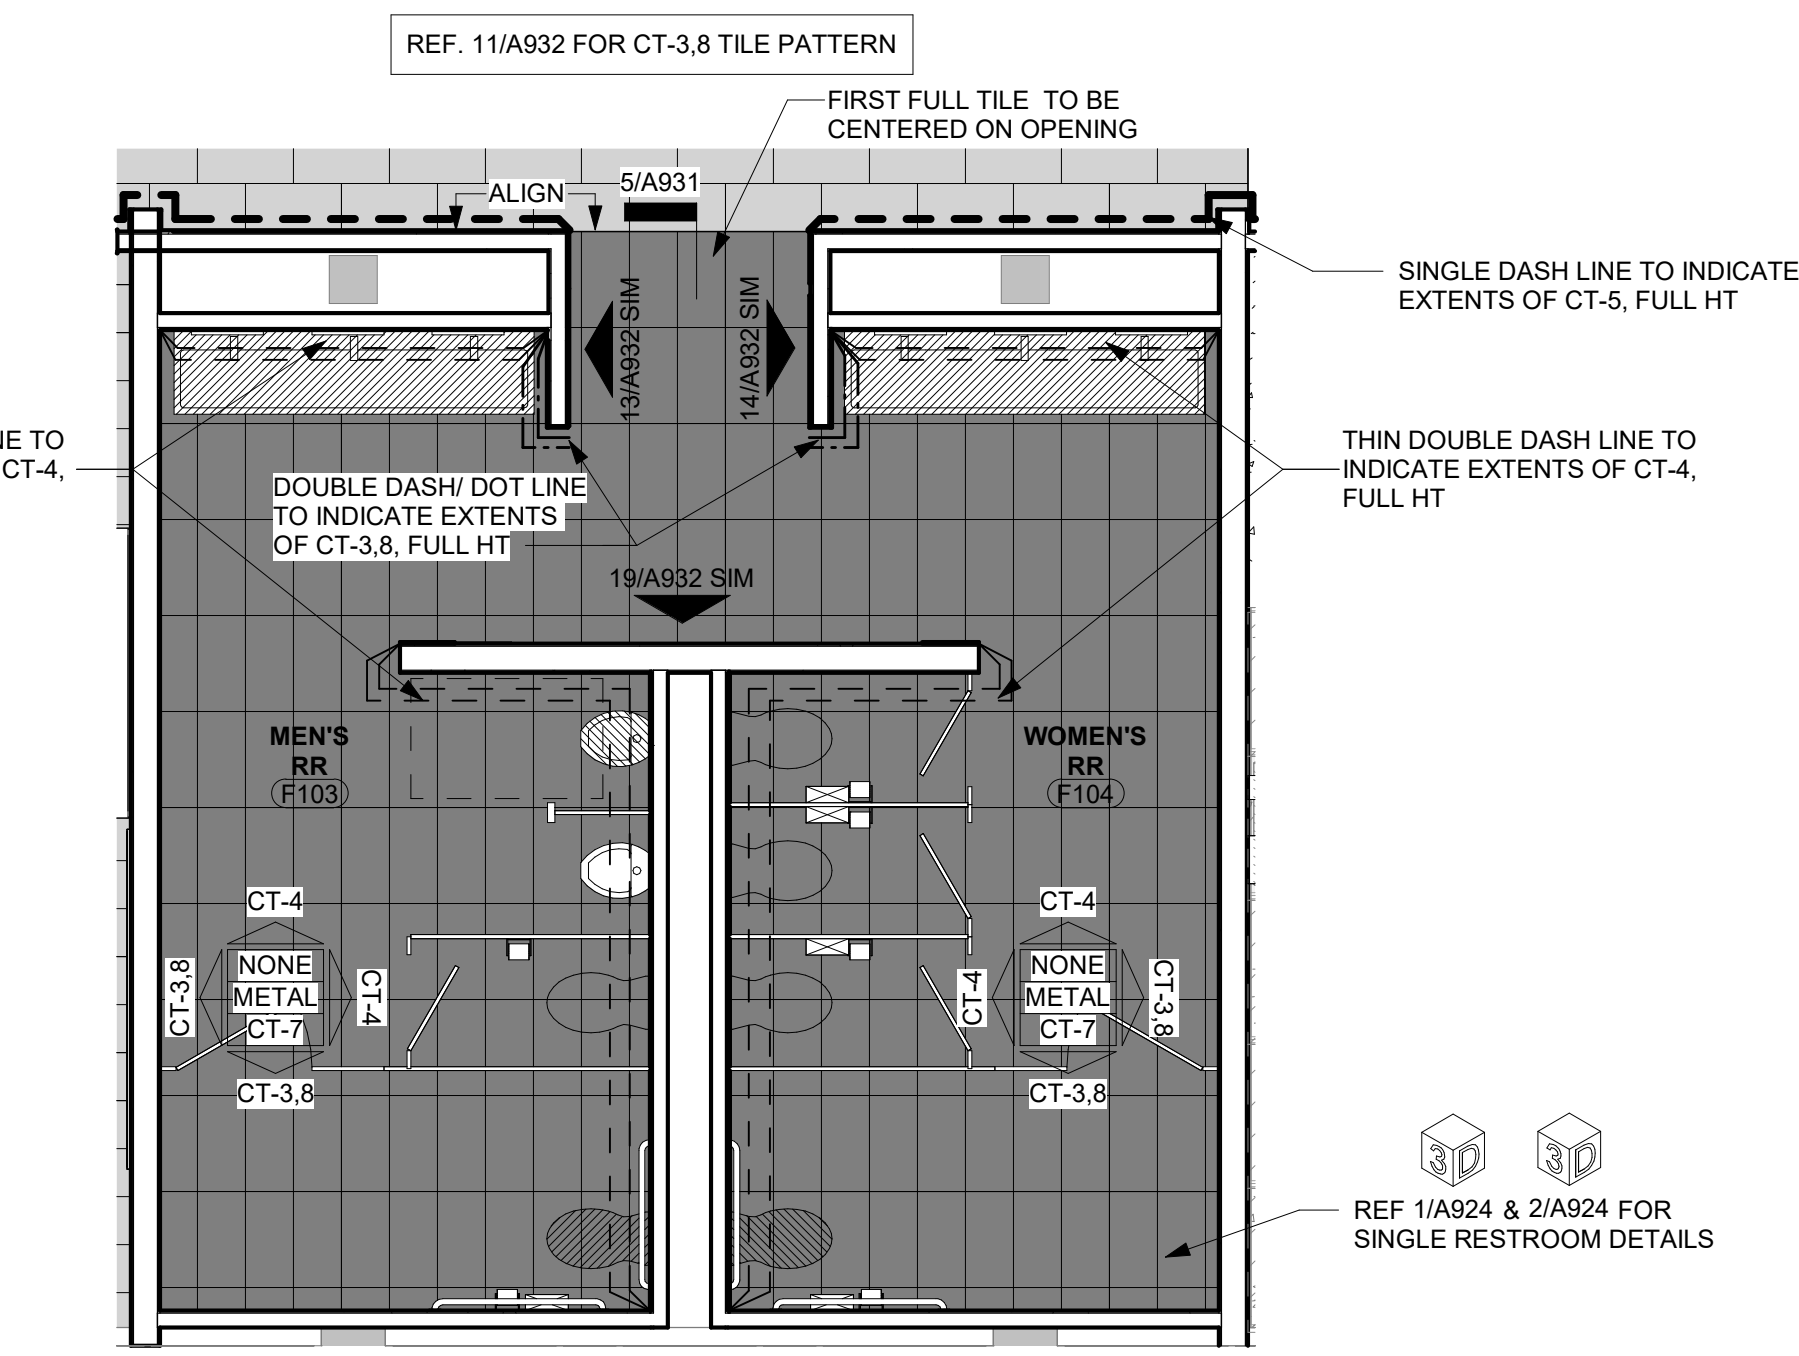 REF. 11/A932 FOR CT-3,8 TILE PATTERN
FIRST FULL TILE TO BE
CENTERED ON OPENING
ALIGN
5/A931
13/A932 SIM
14/A932 SIM
SINGLE DASH LINE TO INDICATE
EXTENTS OF CT-5, FULL HT
TO
CT-4,
DOUBLE DASH/ DOT LINE
TO INDICATE EXTENTS
OF CT-3,8, FULL HT
THIN DOUBLE DASH LINE TO
INDICATE EXTENTS OF CT-4,
FULL HT
19/A932 SIM
MEN'S
RR
F103
WOMEN'S
RR
F104
CT-4
CT-3,8
NONE
METAL
CT-7
CT-4
CT-3,8
CT-4
CT-4
NONE
METAL
CT-7
CT-3,8
CT-3,8
3D
3D
REF 1/A924 & 2/A924 FOR
SINGLE RESTROOM DETAILS